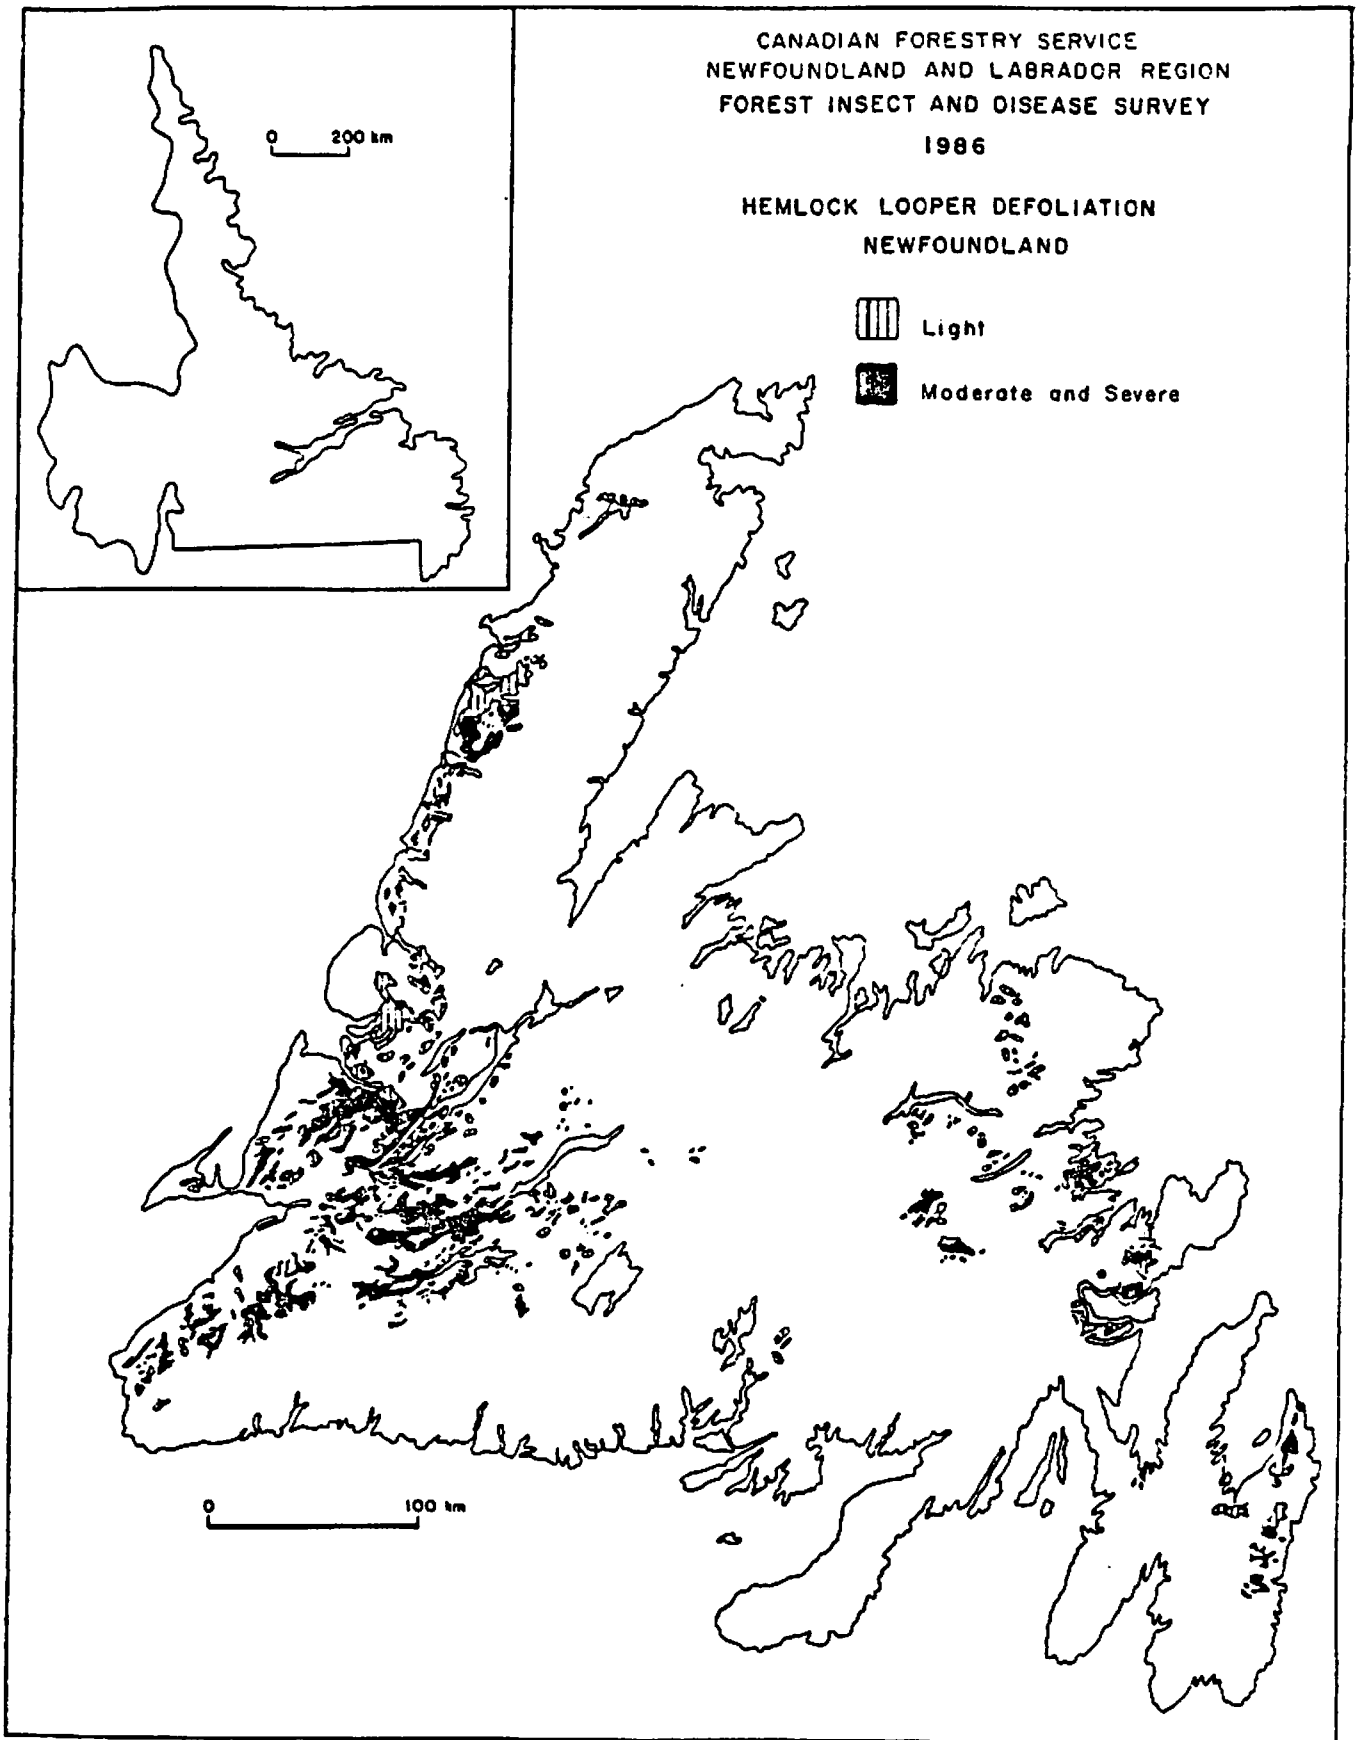 CANADIAN FORESTRY SERVICE
NEWFOUNDLAND AND LABRADOR REGION
FOREST INSECT AND DISEASE SURVEY
1986
HEMLOCK LOOPER DEFOLIATION
NEWFOUNDLAND
Light
Moderate and Severe
0 200 km
0 100 km